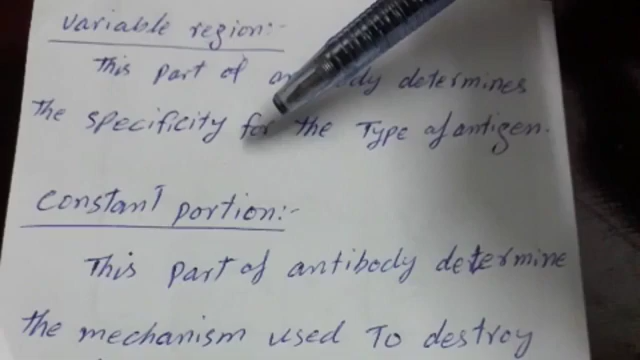 Variable region:-
This part of antibody determines
the specificity for the Type of antigen.
Constant portion:-
This part of antibody determine
the mechanism used To destroy